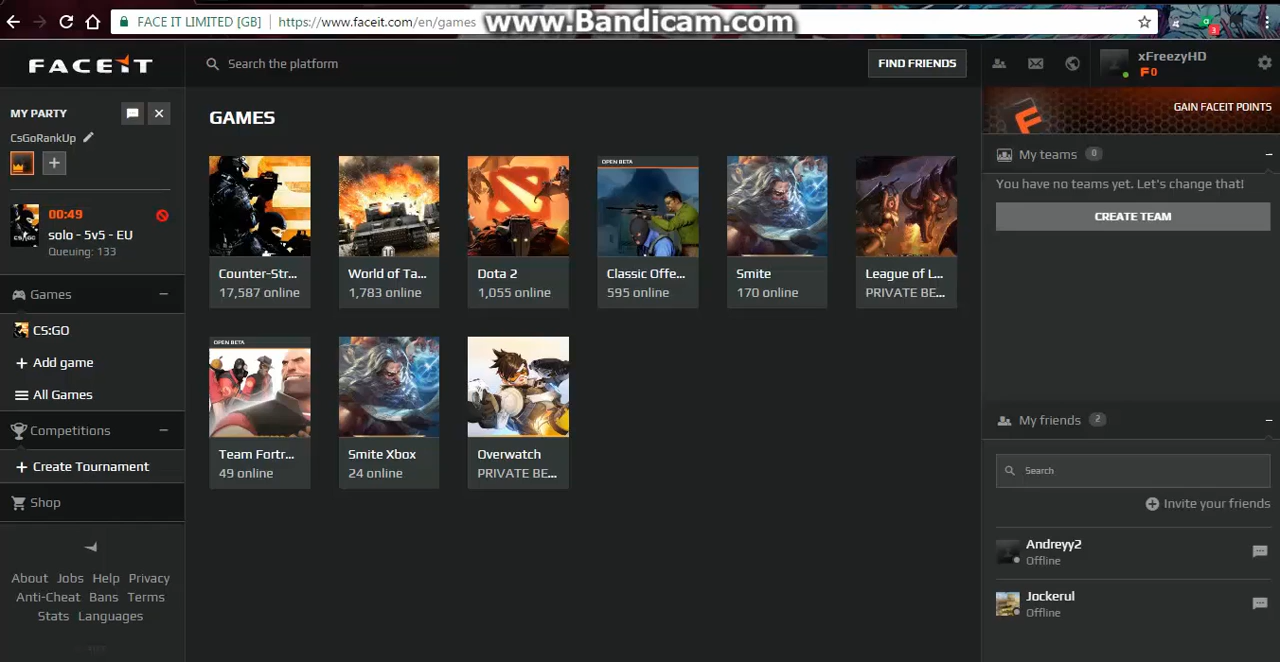 FACE IT LIMITED [GB]
https://www.faceit.com/en/games
www.Bandicam.com
3
FACEIT
Search the platform
FIND FRIENDS
xFreezyHD
F0
MY PARTY
CsGoRankUp
00:49
solo - 5v5 - EU
Queuing: 133
Games
CS:GO
Add game
All Games
Competitions
Create Tournament
Shop
About Jobs Help Privacy
Anti-Cheat Bans Terms
Stats Languages
GAMES
OPEN BETA
Counter-Str... World of Ta... Dota 2 Classic Offe... Smite League of L...
17,587 online 1,783 online 1,055 online 595 online 170 online PRIVATE BE...
OPEN BETA
Team Fortr... Smite Xbox Overwatch
49 online 24 online PRIVATE BE...
GAIN FACEIT POINTS
My teams 0
You have no teams yet. Let's change that!
CREATE TEAM
My friends 2
Search
Invite your friends
Andreyy2
Offline
Jockerul
Offline